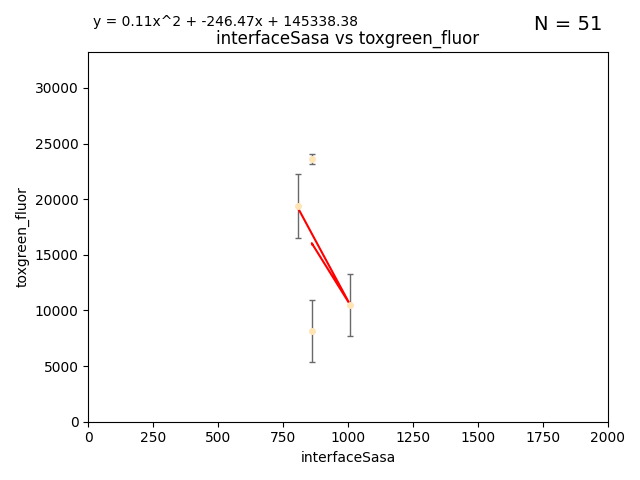 y = 0.11x^2 + -246.47x + 145338.38
N = 51
interfaceSasa vs toxgreen_fluor
30000
25000
20000
15000
10000
5000
0
toxgreen_fluor
0 250 500 750 1000 1250 1500 1750 2000
interfaceSasa